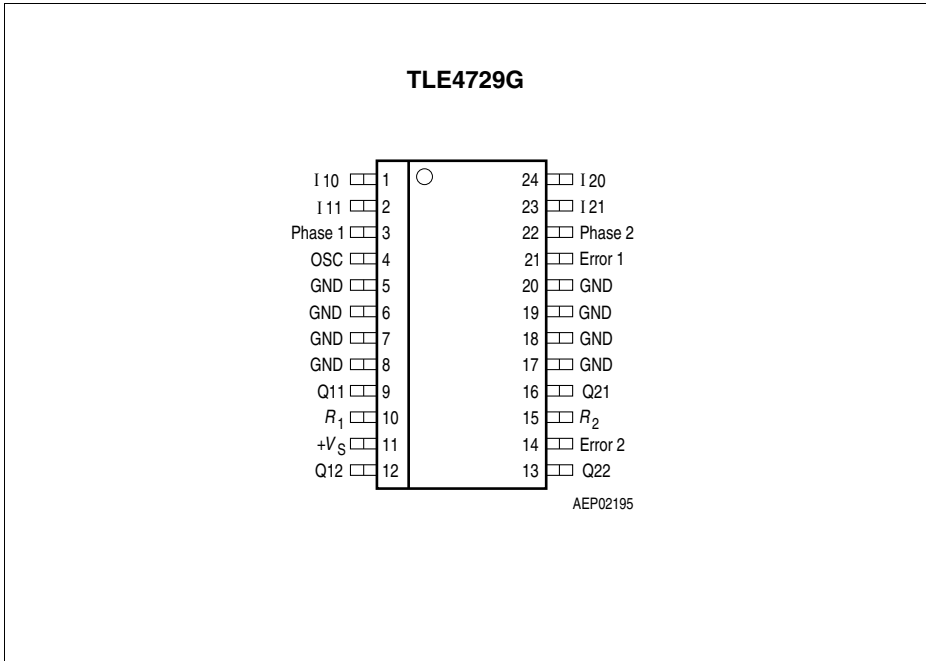 TLE4729G
I10 1 24 I20
I11 2 23 I21
Phase 1 3 22 Phase 2
OSC 4 21 Error 1
GND 5 20 GND
GND 6 19 GND
GND 7 18 GND
GND 8 17 GND
Q11 9 16 Q21
R1 10 15 R2
+VS 11 14 Error 2
Q12 12 13 Q22
AEP02195